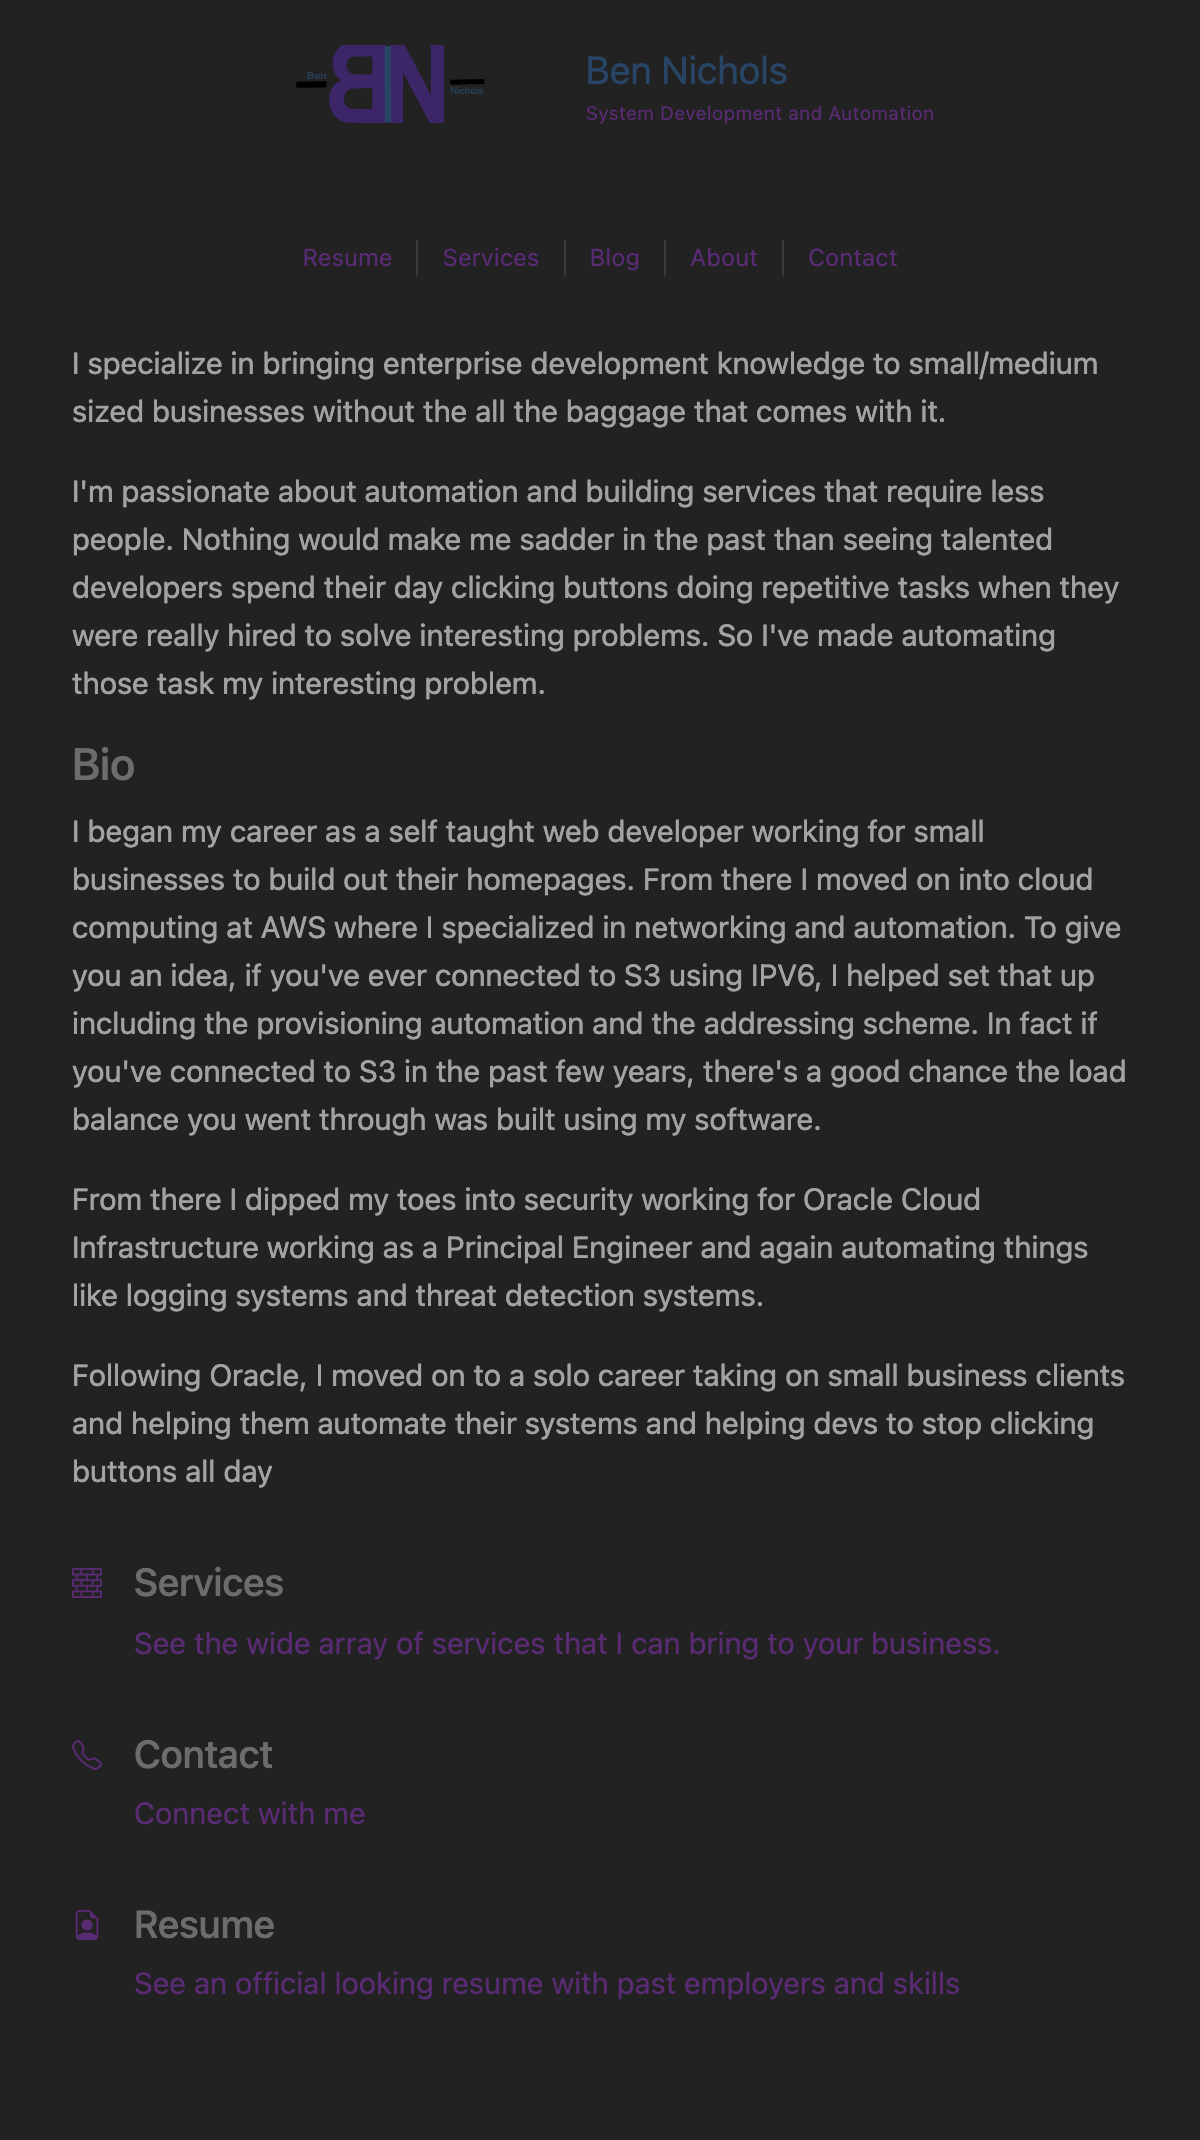 Ben
BN
Nichols
Ben Nichols
System Development and Automation
Resume
Services
Blog
About
Contact
I specialize in bringing enterprise development knowledge to small/medium
sized businesses without the all the baggage that comes with it.
I'm passionate about automation and building services that require less
people. Nothing would make me sadder in the past than seeing talented
developers spend their day clicking buttons doing repetitive tasks when they
were really hired to solve interesting problems. So I've made automating
those task my interesting problem.
Bio
I began my career as a self taught web developer working for small
businesses to build out their homepages. From there I moved on into cloud
computing at AWS where I specialized in networking and automation. To give
you an idea, if you've ever connected to S3 using IPV6, I helped set that up
including the provisioning automation and the addressing scheme. In fact if
you've connected to S3 in the past few years, there's a good chance the load
balance you went through was built using my software.
From there I dipped my toes into security working for Oracle Cloud
Infrastructure working as a Principal Engineer and again automating things
like logging systems and threat detection systems.
Following Oracle, I moved on to a solo career taking on small business clients
and helping them automate their systems and helping devs to stop clicking
buttons all day
Services
See the wide array of services that I can bring to your business.
Contact
Connect with me
Resume
See an official looking resume with past employers and skills